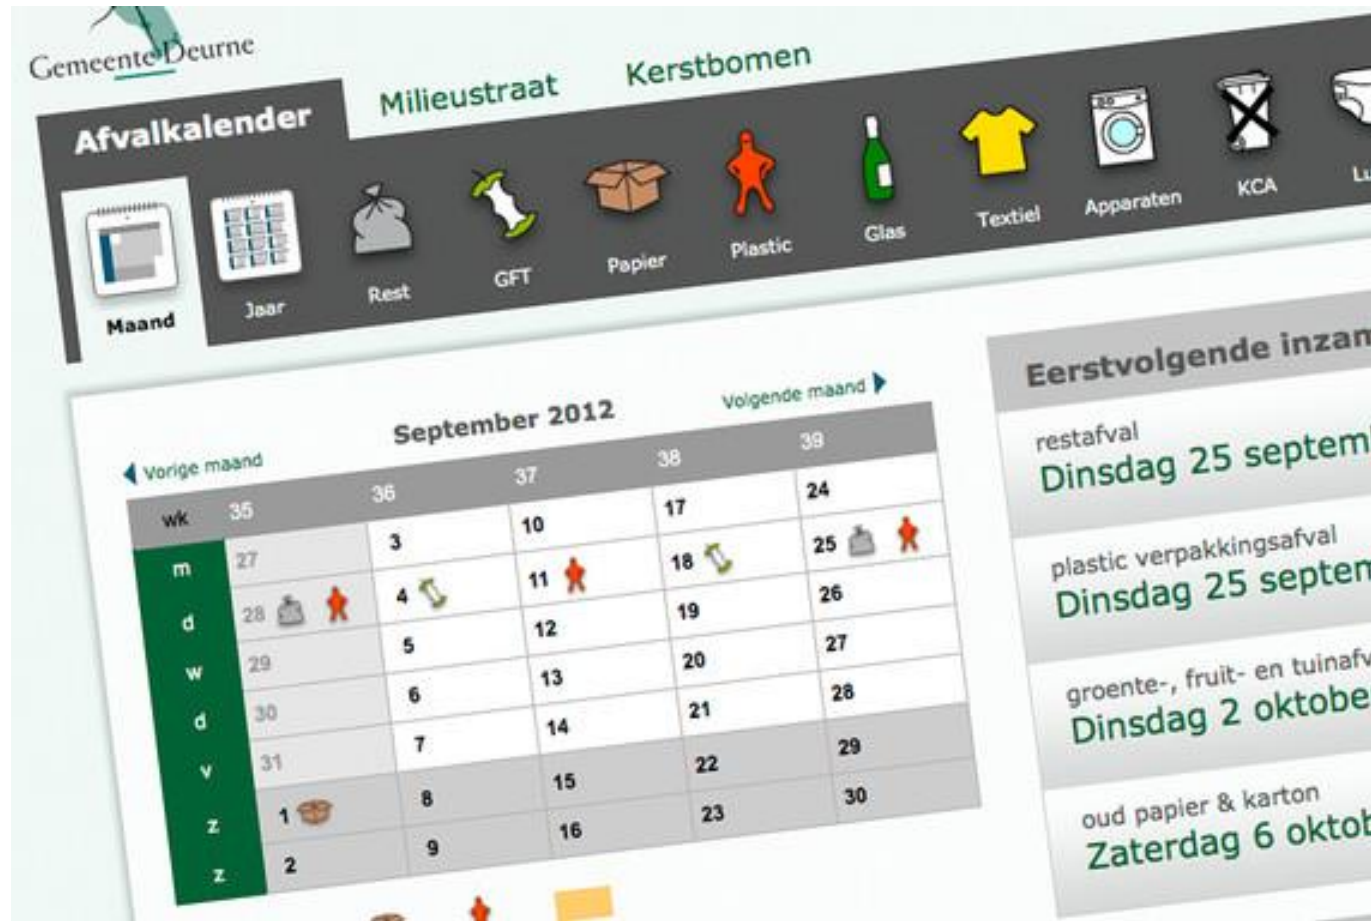 Gemeente Deurne
Afvalkalender
Milieustraat
Kerstbomen
Maand
Jaar
Rest
GFT
Papier
Plastic
Glas
Textiel
Apparaten
KCA
Lu
Vorige maand
September 2012
Volgende maand
wk 35 36 37 38 39
m 27 3 10 17 24
d 28 4 11 18 25
w 29 5 12 19 26
d 30 6 13 20 27
v 31 7 14 21 28
z 1 8 15 22 29
z 2 9 16 23 30
Eerstvolgende inzam
restafval
Dinsdag 25 septem
plastic verpakkingsafval
Dinsdag 25 septem
groente-, fruit- en tuinafv
Dinsdag 2 oktobe
oud papier & karton
Zaterdag 6 oktob